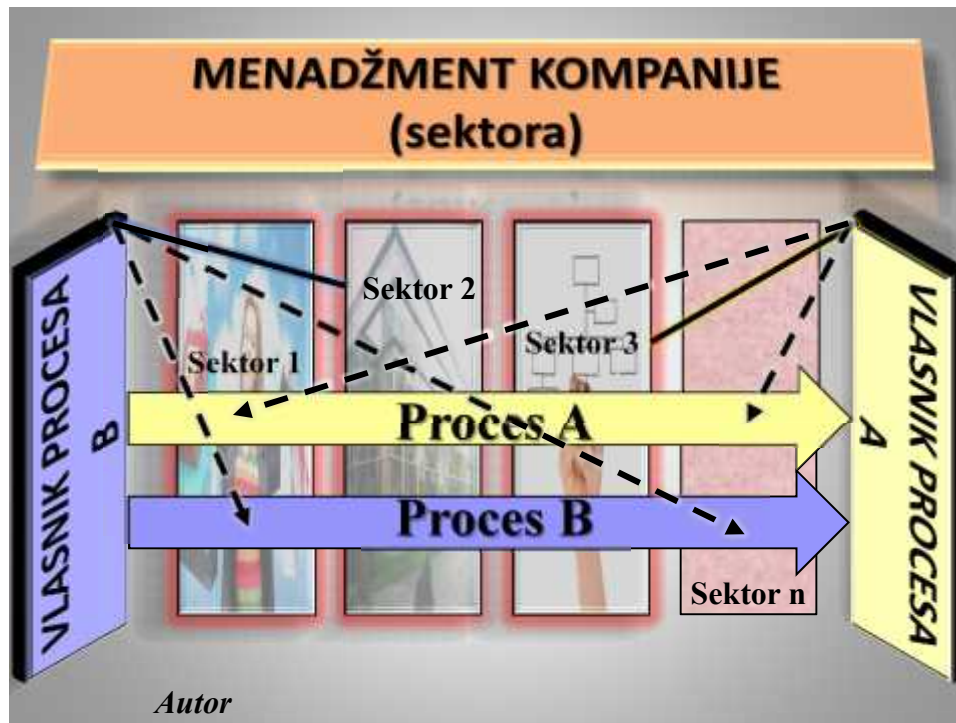 MENADŽMENT KOMPANIJE
(sektora)
VLASNIK PROCESA
B
Sektor 1
Sektor 2
Sektor 3
Sektor n
Proces A
Proces B
VLASNIK PROCESA
A
Autor